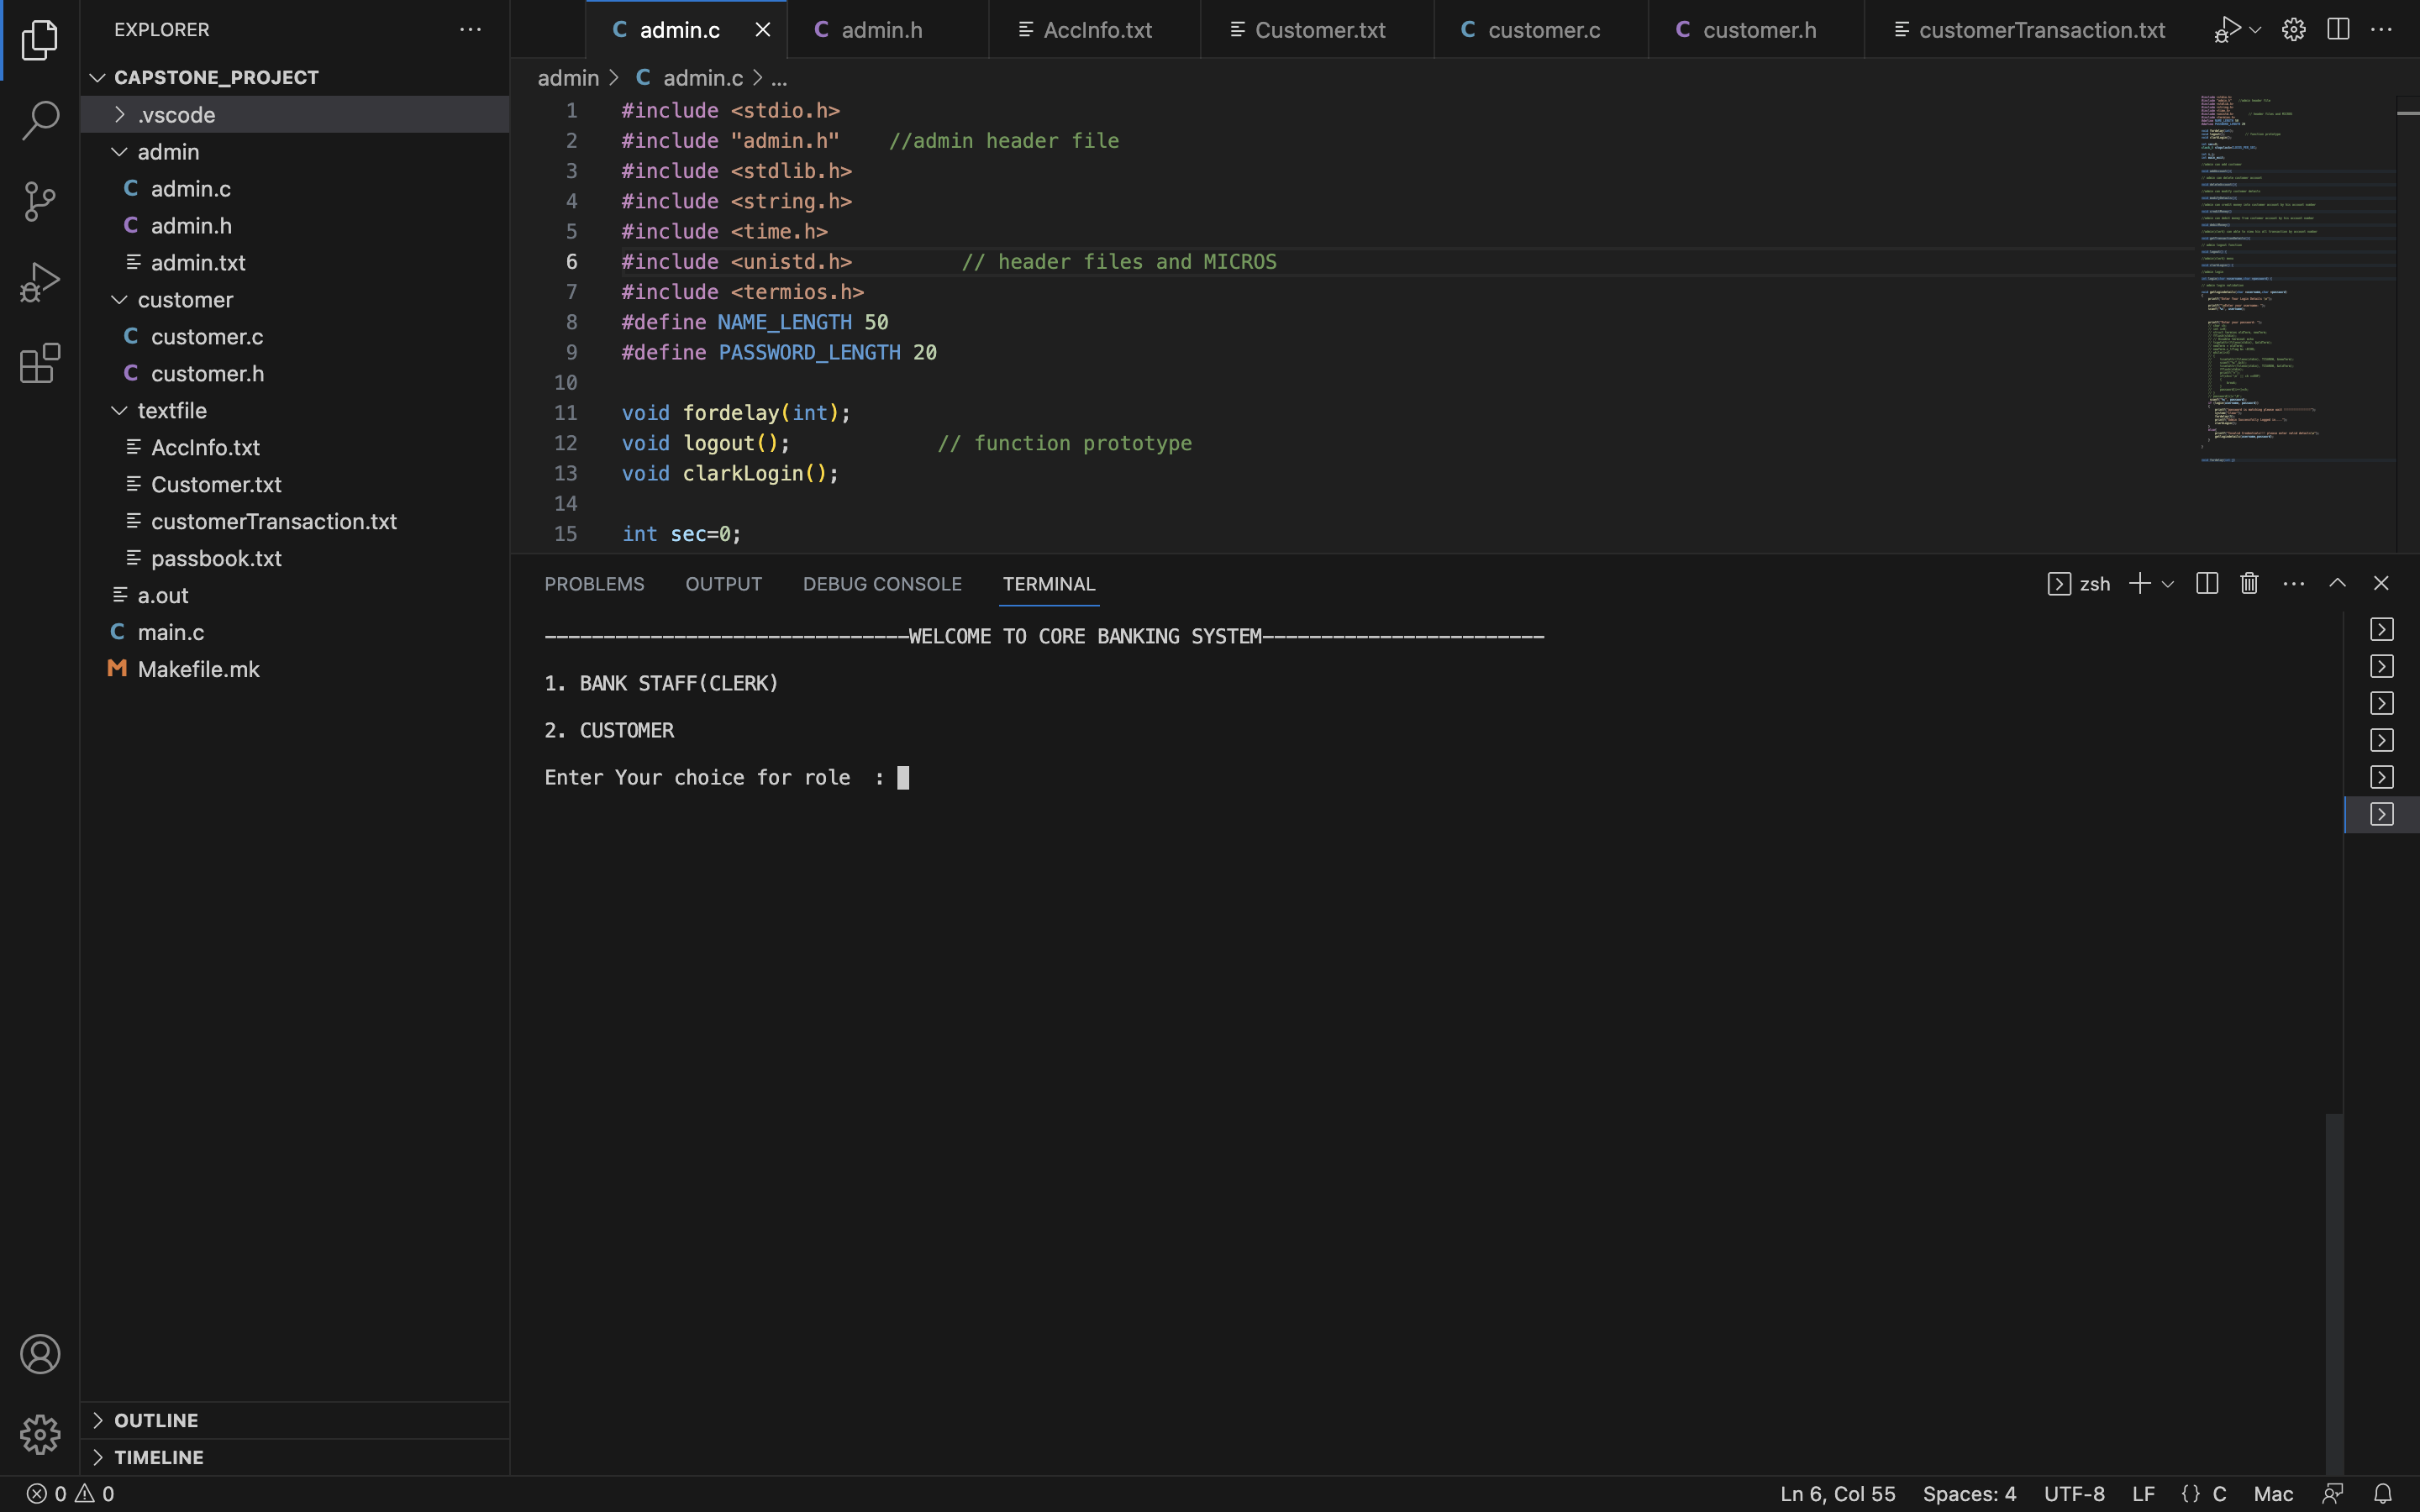 EXPLORER
CAPSTONE_PROJECT
.vscode
admin
admin.c
admin.h
admin.txt
customer
customer.c
customer.h
textfile
AccInfo.txt
Customer.txt
customerTransaction.txt
passbook.txt
a.out
main.c
Makefile.mk
OUTLINE
TIMELINE
admin.c admin.h AccInfo.txt Customer.txt customer.c customer.h customerTransaction.txt
admin > admin.c > ...
1 #include <stdio.h>
2 #include "admin.h"    //admin header file
3 #include <stdlib.h>
4 #include <string.h>
5 #include <time.h>
6 #include <unistd.h>         // header files and MICROS
7 #include <termios.h>
8 #define NAME_LENGTH 50
9 #define PASSWORD_LENGTH 20
10
11 void fordelay(int);
12 void logout();            // function prototype
13 void clarkLogin();
14
15 int sec=0;
PROBLEMS OUTPUT DEBUG CONSOLE TERMINAL zsh
-------------------------------WELCOME TO CORE BANKING SYSTEM------------------------
1. BANK STAFF(CLERK)
2. CUSTOMER
Enter Your choice for role  :
0 0 Ln 6, Col 55 Spaces: 4 UTF-8 LF {} C Mac